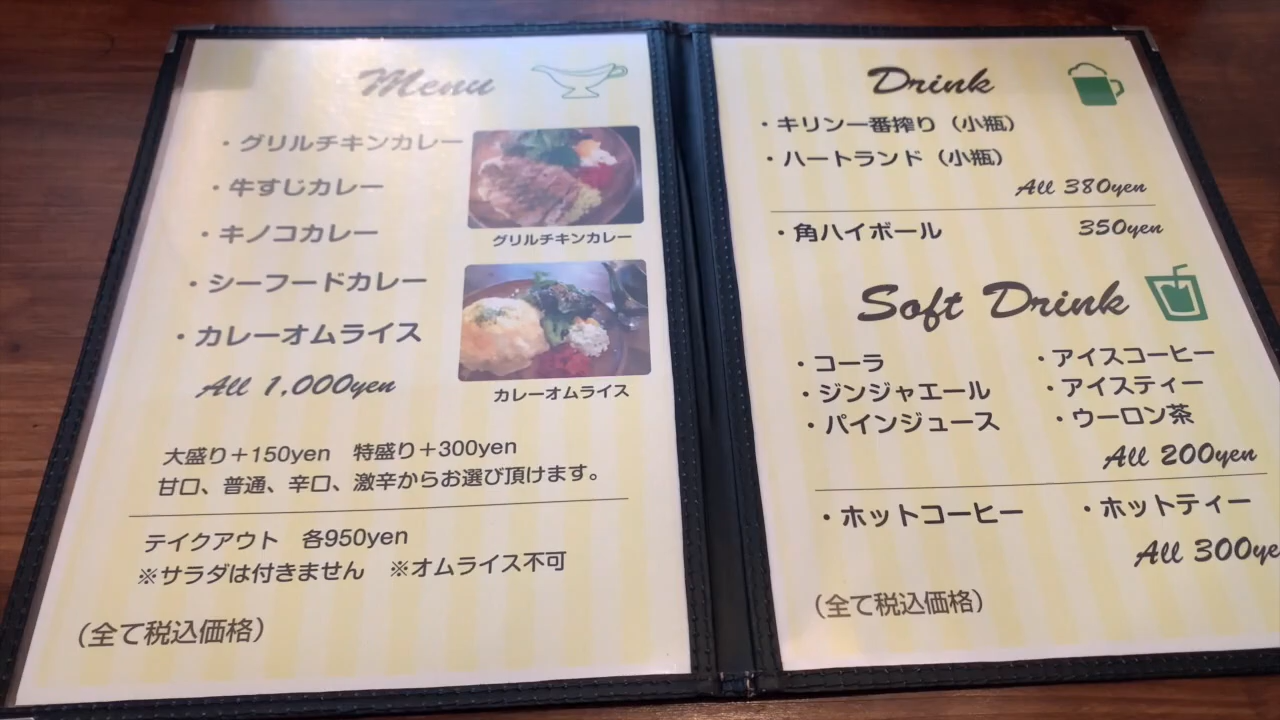 Menu
・グリルチキンカレー
・牛すじカレー
・キノコカレー
・シーフードカレー
・カレーオムライス
All 1,000yen
グリルチキンカレー
カレーオムライス
大盛り＋150yen　特盛り＋300yen
甘口、普通、辛口、激辛からお選び頂けます。
テイクアウト　各950yen
※サラダは付きません　※オムライス不可
（全て税込価格）
Drink
・キリン一番搾り（小瓶）
・ハートランド（小瓶）
All 380yen
・角ハイボール　350yen
Soft Drink
・コーラ
・ジンジャエール
・パインジュース
・アイスコーヒー
・アイスティー
・ウーロン茶
All 200yen
・ホットコーヒー　・ホットティー
All 300ye
（全て税込価格）